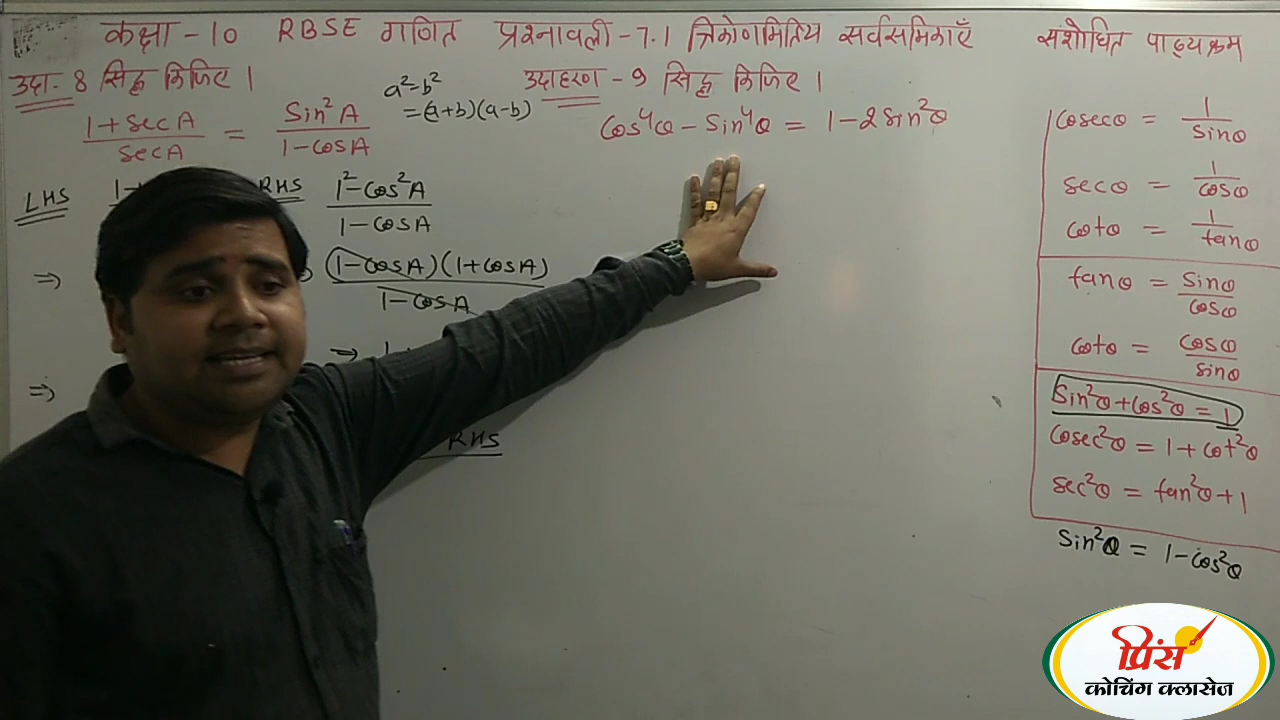 कक्षा - 10 RBSE गणित प्रश्नावली - 7.1 त्रिकोणमितिय सर्वसमिकाएँ संशोधित पाठ्यक्रम
उदा. 8 सिद्ध किजिए ।
1+secA / secA = Sin²A / 1-cosA
a²-b²
= (a+b)(a-b)
LHS
RHS 1²-cos²A / 1-cosA
⇒ (1-cosA)(1+cosA) / 1-cosA
⇒
RHS
उदाहरण - 9 सिद्ध किजिए ।
Cos⁴θ - Sin⁴θ = 1-2Sin²θ
cosecθ = 1/Sinθ
secθ = 1/cosθ
cotθ = 1/tanθ
tanθ = Sinθ/cosθ
cotθ = cosθ/sinθ
Sin²θ+cos²θ = 1
cosec²θ = 1+cot²θ
sec²θ = tan²θ+1
Sin²θ = 1-cos²θ
प्रिंस
कोचिंग क्लासेज